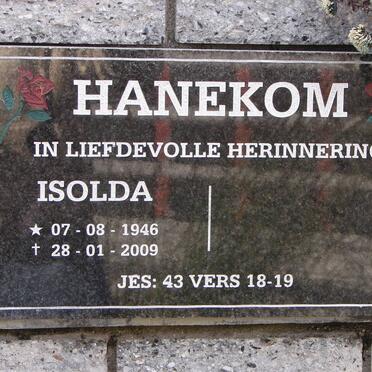 HANEKOM
IN LIEFDEVOLLE HERINNERING
ISOLDA
★ 07 - 08 - 1946
† 28 - 01 - 2009
JES: 43 VERS 18-19